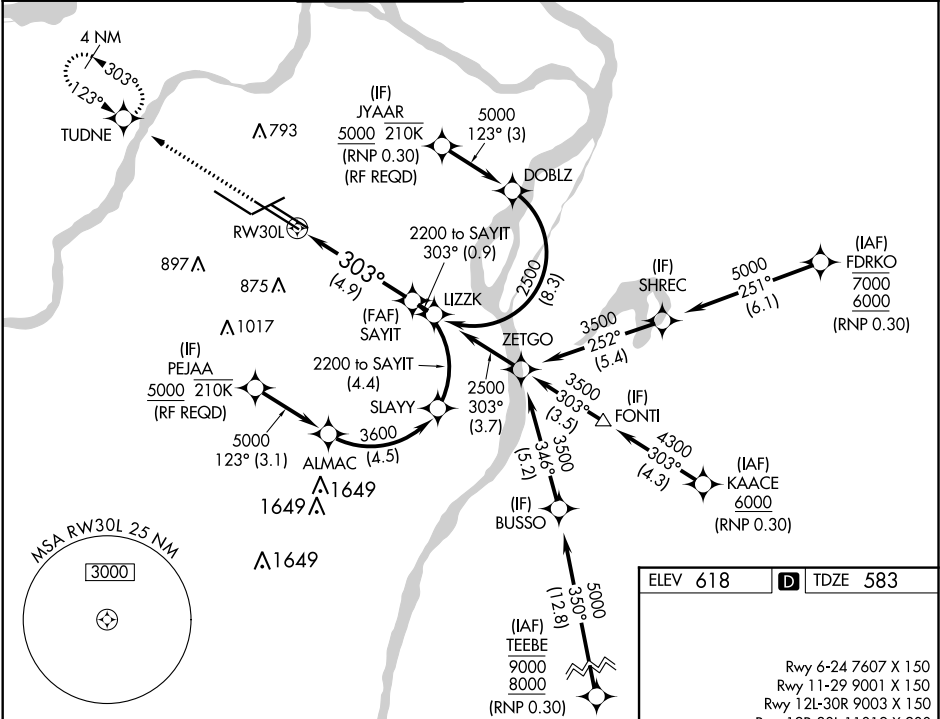 4 NM
303°
123°
TUDNE
793
(IF)
JYAAR
5000 210K
(RNP 0.30)
(RF REQD)
5000
123° (3)
DOBLZ
RW30L
2200 to SAYIT
303° (0.9)
303°
(4.9)
LIZZK
2500
(8.3)
(FAF)
SAYIT
897
875
1017
(IF)
SHREC
5000
251°
(6.1)
(IAF)
FDRKO
7000
6000
(RNP 0.30)
3500
252°
(5.4)
ZETGO
(IF)
PEJAA
5000 210K
(RF REQD)
2200 to SAYIT
(4.4)
SLAYY
2500
303°
(3.7)
3500
303°
(3.5)
(IF)
FONTI
5000
123° (3.1)
ALMAC
3600
(4.5)
4300
303°
(4.3)
(IAF)
KAACE
6000
(RNP 0.30)
3500
346°
(5.2)
(IF)
BUSSO
1649
1649
1649
MSA RW30L 25 NM
3000
5000
350°
(12.8)
(IAF)
TEEBE
9000
8000
(RNP 0.30)
ELEV 618 D TDZE 583
Rwy 6-24 7607 X 150
Rwy 11-29 9001 X 150
Rwy 12L-30R 9003 X 150